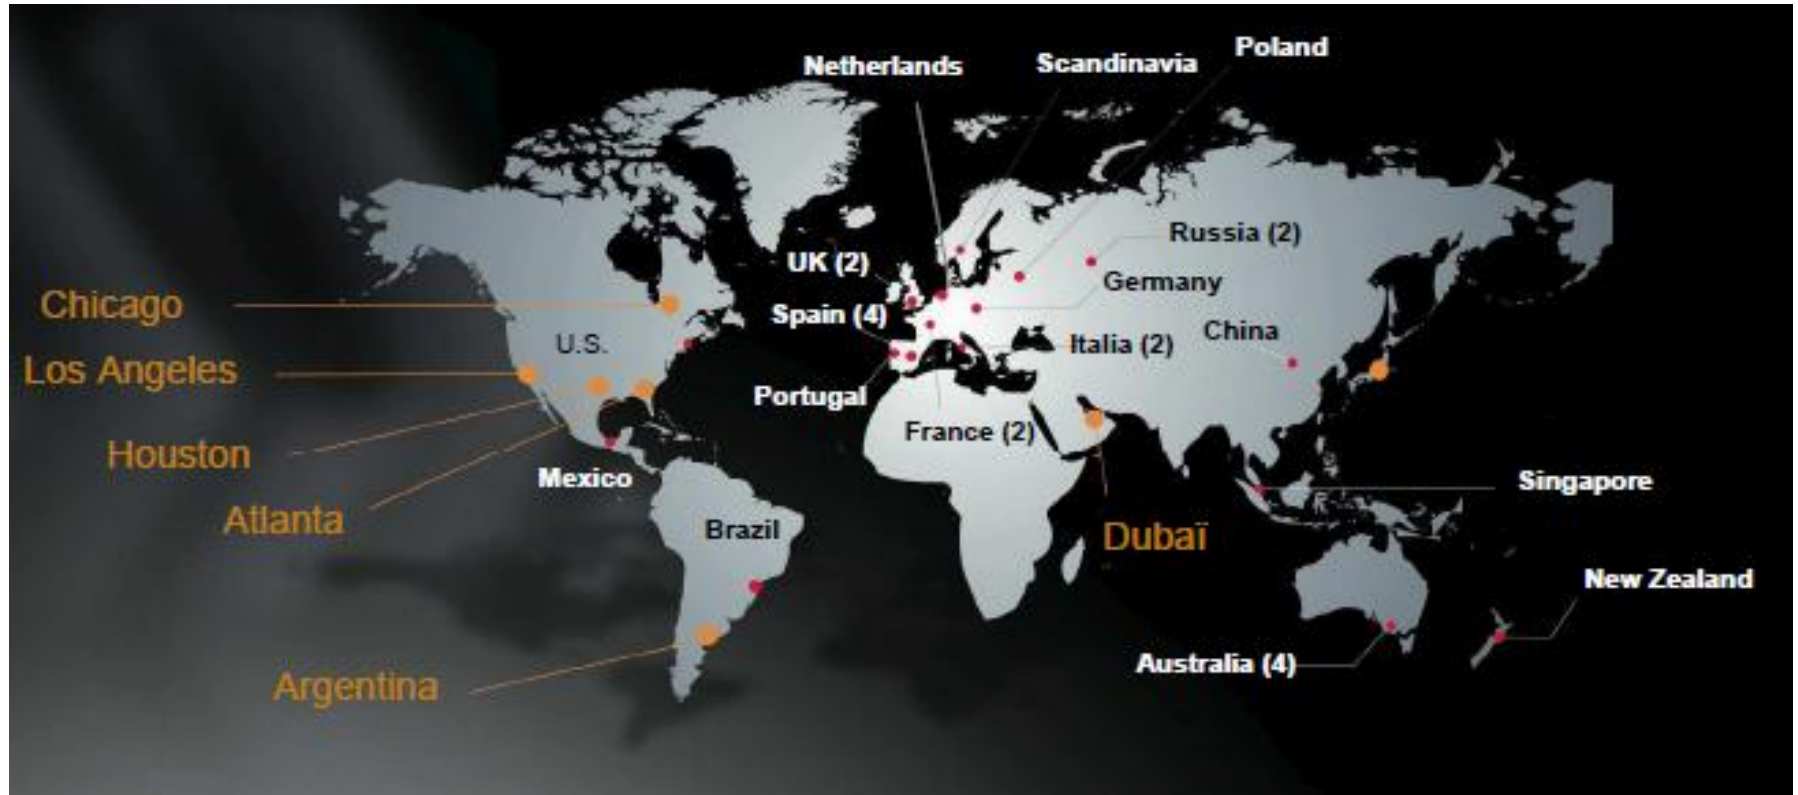 Poland
Netherlands
Scandinavia
Russia (2)
UK (2)
Germany
Chicago
Spain (4)
China
U.S.
Italia (2)
Los Angeles
Portugal
France (2)
Houston
Mexico
Singapore
Atlanta
Brazil
Dubaï
New Zealand
Australia (4)
Argentina